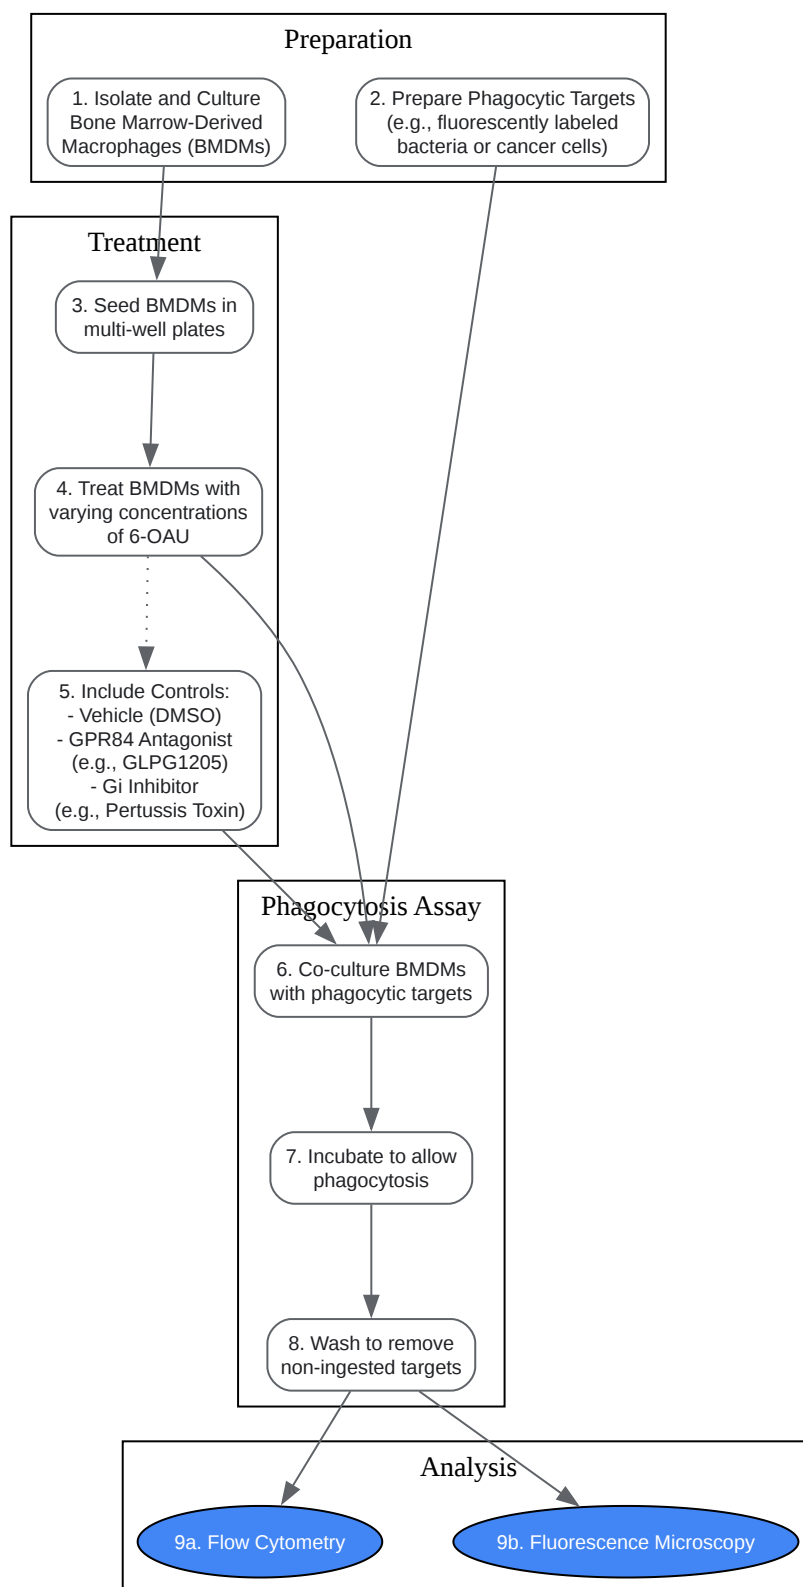 Preparation
1. Isolate and Culture
Bone Marrow-Derived
Macrophages (BMDMs)
2. Prepare Phagocytic Targets
(e.g., fluorescently labeled
bacteria or cancer cells)
Treatment
3. Seed BMDMs in
multi-well plates
4. Treat BMDMs with
varying concentrations
of 6-OAU
5. Include Controls:
- Vehicle (DMSO)
- GPR84 Antagonist
(e.g., GLPG1205)
- Gi Inhibitor
(e.g., Pertussis Toxin)
Phagocytosis Assay
6. Co-culture BMDMs
with phagocytic targets
7. Incubate to allow
phagocytosis
8. Wash to remove
non-ingested targets
Analysis
9a. Flow Cytometry
9b. Fluorescence Microscopy